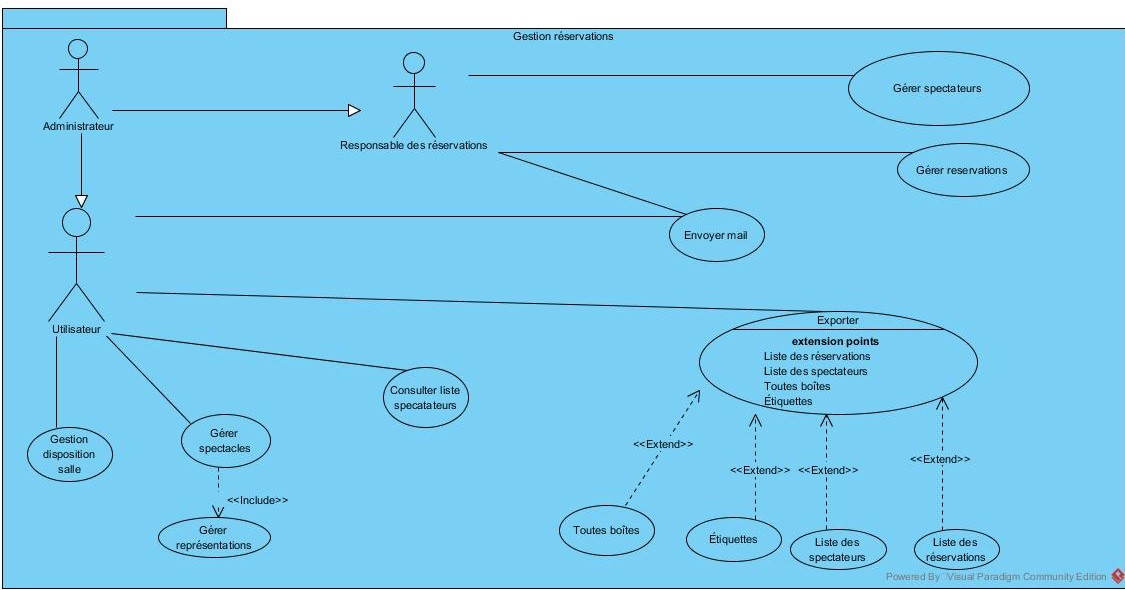 Gestion réservations
Administrateur
Responsable des réservations
Gérer spectateurs
Gérer reservations
Envoyer mail
Utilisateur
Exporter
extension points
Liste des réservations
Liste des spectateurs
Toutes boîtes
Étiquettes
Consulter liste
specatateurs
Gestion
disposition
salle
Gérer
spectacles
<<Include>>
Gérer
représentations
<<Extend>>
<<Extend>>
<<Extend>>
<<Extend>>
Toutes boîtes
Étiquettes
Liste des
spectateurs
Liste des
réservations
Powered By Visual Paradigm Community Edition